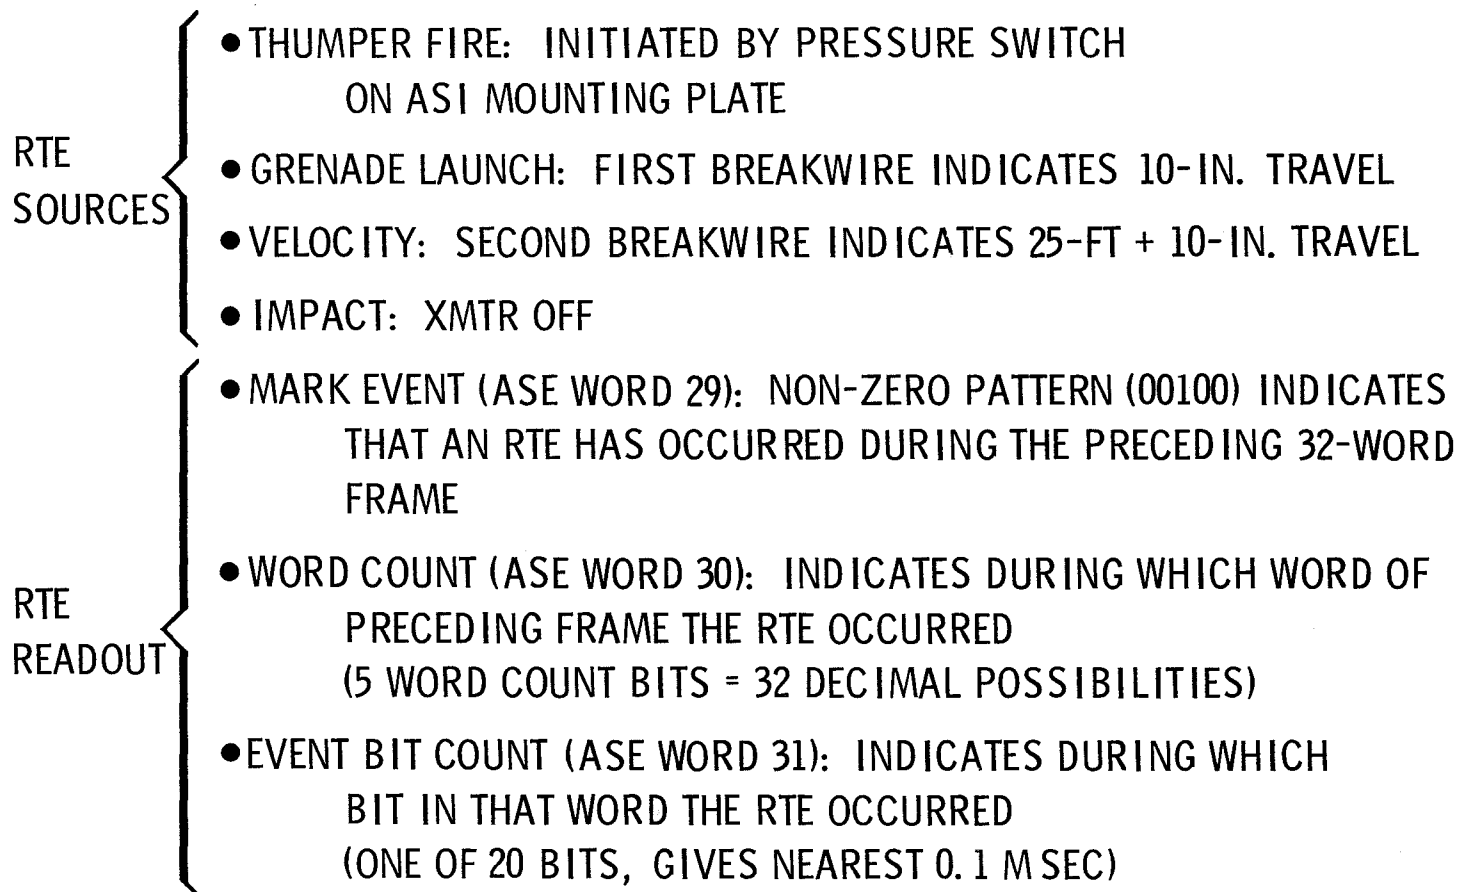 RTE
SOURCES
● THUMPER FIRE: INITIATED BY PRESSURE SWITCH
ON ASI MOUNTING PLATE
● GRENADE LAUNCH: FIRST BREAKWIRE INDICATES 10-IN. TRAVEL
● VELOCITY: SECOND BREAKWIRE INDICATES 25-FT + 10-IN. TRAVEL
● IMPACT: XMTR OFF
RTE
READOUT
● MARK EVENT (ASE WORD 29): NON-ZERO PATTERN (00100) INDICATES
THAT AN RTE HAS OCCURRED DURING THE PRECEDING 32-WORD
FRAME
● WORD COUNT (ASE WORD 30): INDICATES DURING WHICH WORD OF
PRECEDING FRAME THE RTE OCCURRED
(5 WORD COUNT BITS = 32 DECIMAL POSSIBILITIES)
● EVENT BIT COUNT (ASE WORD 31): INDICATES DURING WHICH
BIT IN THAT WORD THE RTE OCCURRED
(ONE OF 20 BITS, GIVES NEAREST 0.1 MSEC)